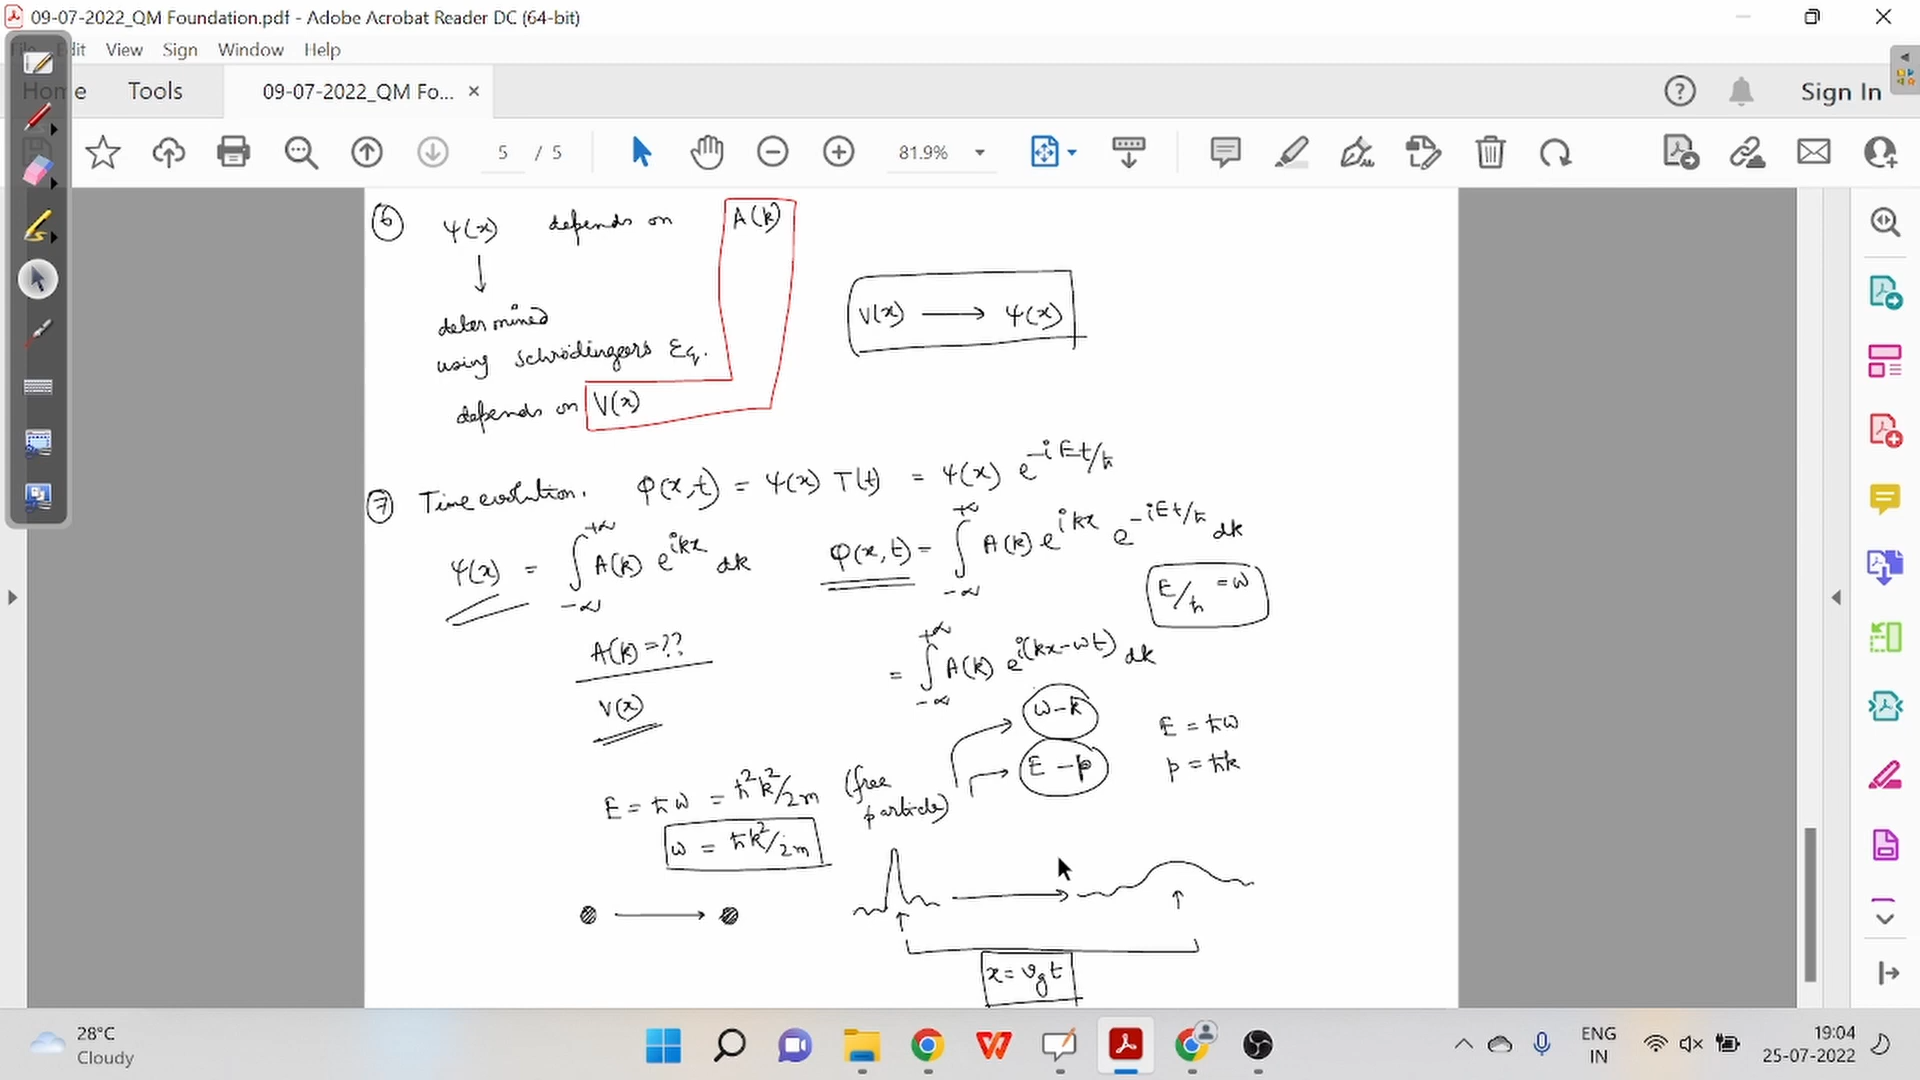 09-07-2022_QM Foundation.pdf - Adobe Acrobat Reader DC (64-bit)
Edit View Sign Window Help
Home Tools 09-07-2022_QM Fo... × Sign In
5 / 5 81.9%
⑥ Ψ(x) depends on A(k)
↓
determined
using Schrödingers Eq.
V(x) ⟶ Ψ(x)
depends on V(x)
⑦ Time evolution. φ(x,t) = Ψ(x) T(t) = Ψ(x) e^{-iEt/ħ}
Ψ(x) = ∫_{-∞}^{+∞} A(k) e^{ikx} dk φ(x,t) = ∫_{-∞}^{+∞} A(k) e^{ikx} e^{-iEt/ħ} dk
E/ħ = ω
A(k) = ??
= ∫_{-∞}^{+∞} A(k) e^{i(kx-ωt)} dk
V(x)
ω-k
E = ħω
E-p
p = ħk
E = ħω = ħ²k²/2m (free particle)
ω = ħk²/2m
x = v_g t
28°C
Cloudy
ENG
IN
19:04
25-07-2022